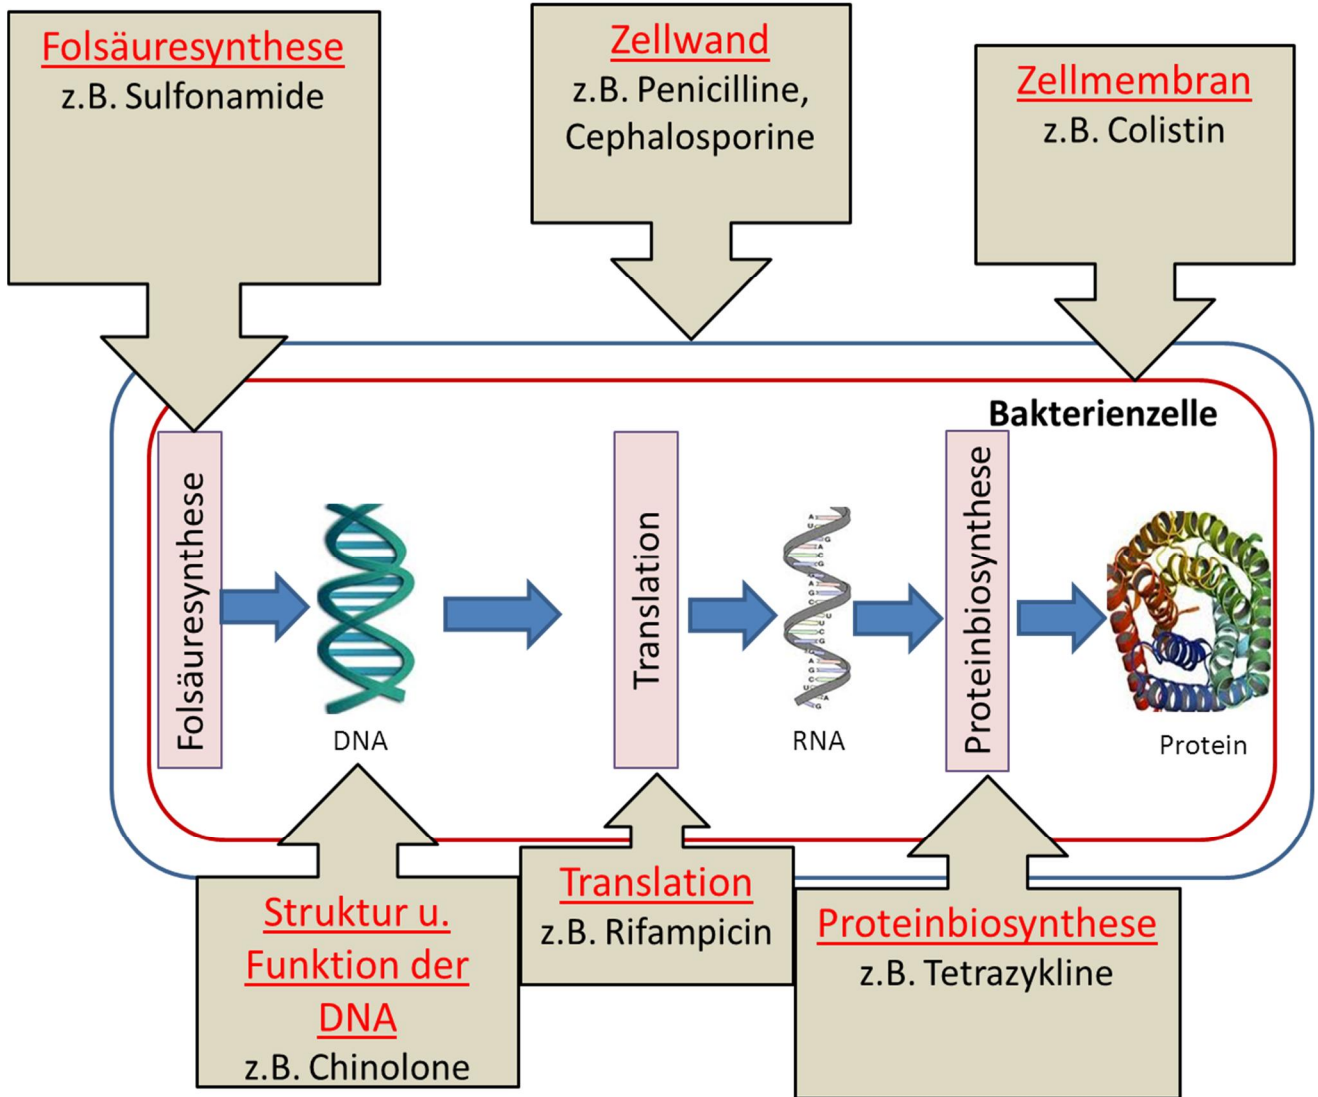 Folsäuresynthese
z.B. Sulfonamide
Zellwand
z.B. Penicilline,
Cephalosporine
Zellmembran
z.B. Colistin
Bakterienzelle
Folsäuresynthese
DNA
Translation
RNA
Proteinbiosynthese
Protein
Struktur u.
Funktion der
DNA
z.B. Chinolone
Translation
z.B. Rifampicin
Proteinbiosynthese
z.B. Tetrazykline